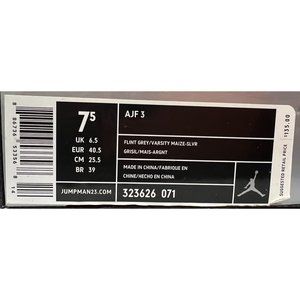 7.5
UK 6.5
EUR 40.5
CM 25.5
BR 39
JUMPMAN23.COM
AJF 3
FLINT GREY/VARSITY MAIZE-SLVR
GRISIL/MAIS-ARGNT
MADE IN CHINA/FABRIQUE EN
CHINE/HECHO EN CHINA
323626 071
$135.00
SUGGESTED RETAIL PRICE